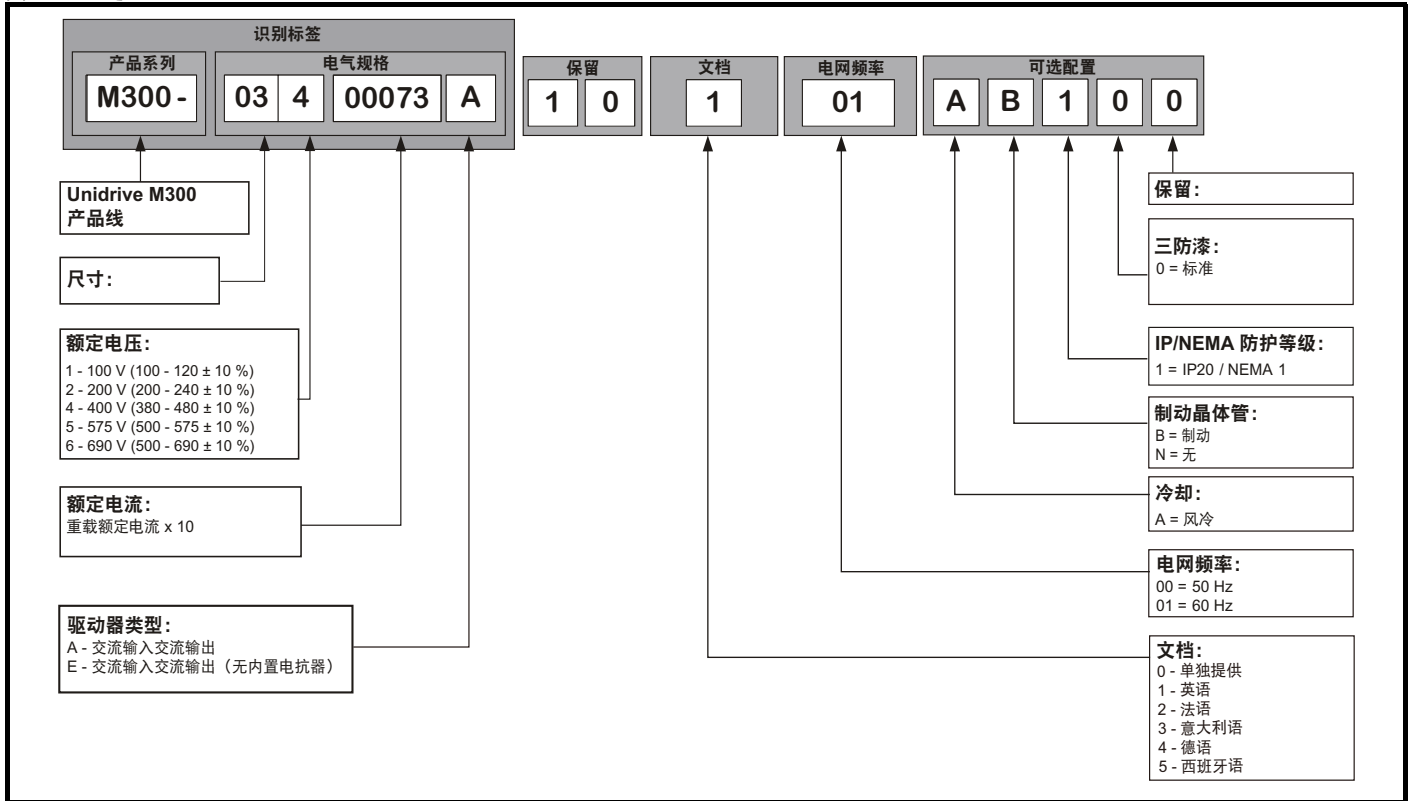 识别标签
产品系列
电气规格
保留
文档
电网频率
可选配置
M300 -
03 4 00073 A
1 0
1
01
A B 1 0 0
Unidrive M300
产品线
尺寸:
额定电压:
1 - 100 V (100 - 120 ± 10 %)
2 - 200 V (200 - 240 ± 10 %)
4 - 400 V (380 - 480 ± 10 %)
5 - 575 V (500 - 575 ± 10 %)
6 - 690 V (500 - 690 ± 10 %)
额定电流:
重载额定电流 x 10
驱动器类型:
A - 交流输入交流输出
E - 交流输入交流输出（无内置电抗器）
保留:
三防漆:
0 = 标准
IP/NEMA 防护等级:
1 = IP20 / NEMA 1
制动晶体管:
B = 制动
N = 无
冷却:
A = 风冷
电网频率:
00 = 50 Hz
01 = 60 Hz
文档:
0 - 单独提供
1 - 英语
2 - 法语
3 - 意大利语
4 - 德语
5 - 西班牙语